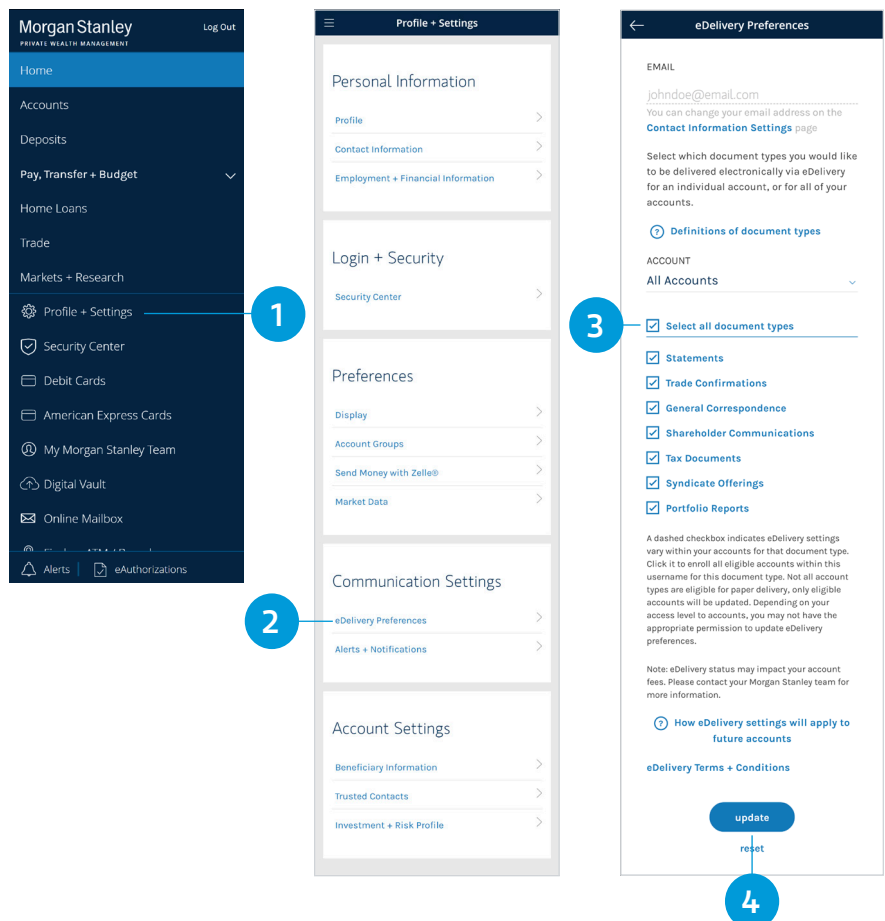 Morgan Stanley
Log Out
PRIVATE WEALTH MANAGEMENT
Home
Accounts
Deposits
Pay, Transfer + Budget
Home Loans
Trade
Markets + Research
Profile + Settings
1
Security Center
Debit Cards
American Express Cards
My Morgan Stanley Team
Digital Vault
Online Mailbox
Alerts
eAuthorizations
Profile + Settings
Personal Information
Profile
Contact Information
Employment + Financial Information
Login + Security
Security Center
Preferences
Display
Account Groups
Send Money with Zelle®
Market Data
Communication Settings
2
eDelivery Preferences
Alerts + Notifications
Account Settings
Beneficiary Information
Trusted Contacts
Investment + Risk Profile
eDelivery Preferences
EMAIL
johndoe@email.com
You can change your email address on the
Contact Information Settings page
Select which document types you would like
to be delivered electronically via eDelivery
for an individual account, or for all of your
accounts.
? Definitions of document types
ACCOUNT
All Accounts
3
Select all document types
Statements
Trade Confirmations
General Correspondence
Shareholder Communications
Tax Documents
Syndicate Offerings
Portfolio Reports
A dashed checkbox indicates eDelivery settings
vary within your accounts for that document type.
Click it to enroll all eligible accounts within this
username for this document type. Not all account
types are eligible for paper delivery, only eligible
accounts will be updated. Depending on your
access level to accounts, you may not have the
appropriate permission to update eDelivery
preferences.
Note: eDelivery status may impact your account
fees. Please contact your Morgan Stanley team for
more information.
? How eDelivery settings will apply to
future accounts
eDelivery Terms + Conditions
update
reset
4